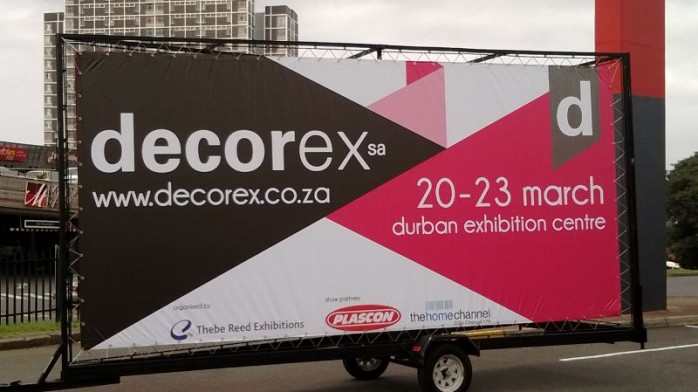 decorex sa
www.decorex.co.za
d
20-23 march
durban exhibition centre
organised by
Thebe Reed Exhibitions
show partners
PLASCON
thehomechannel